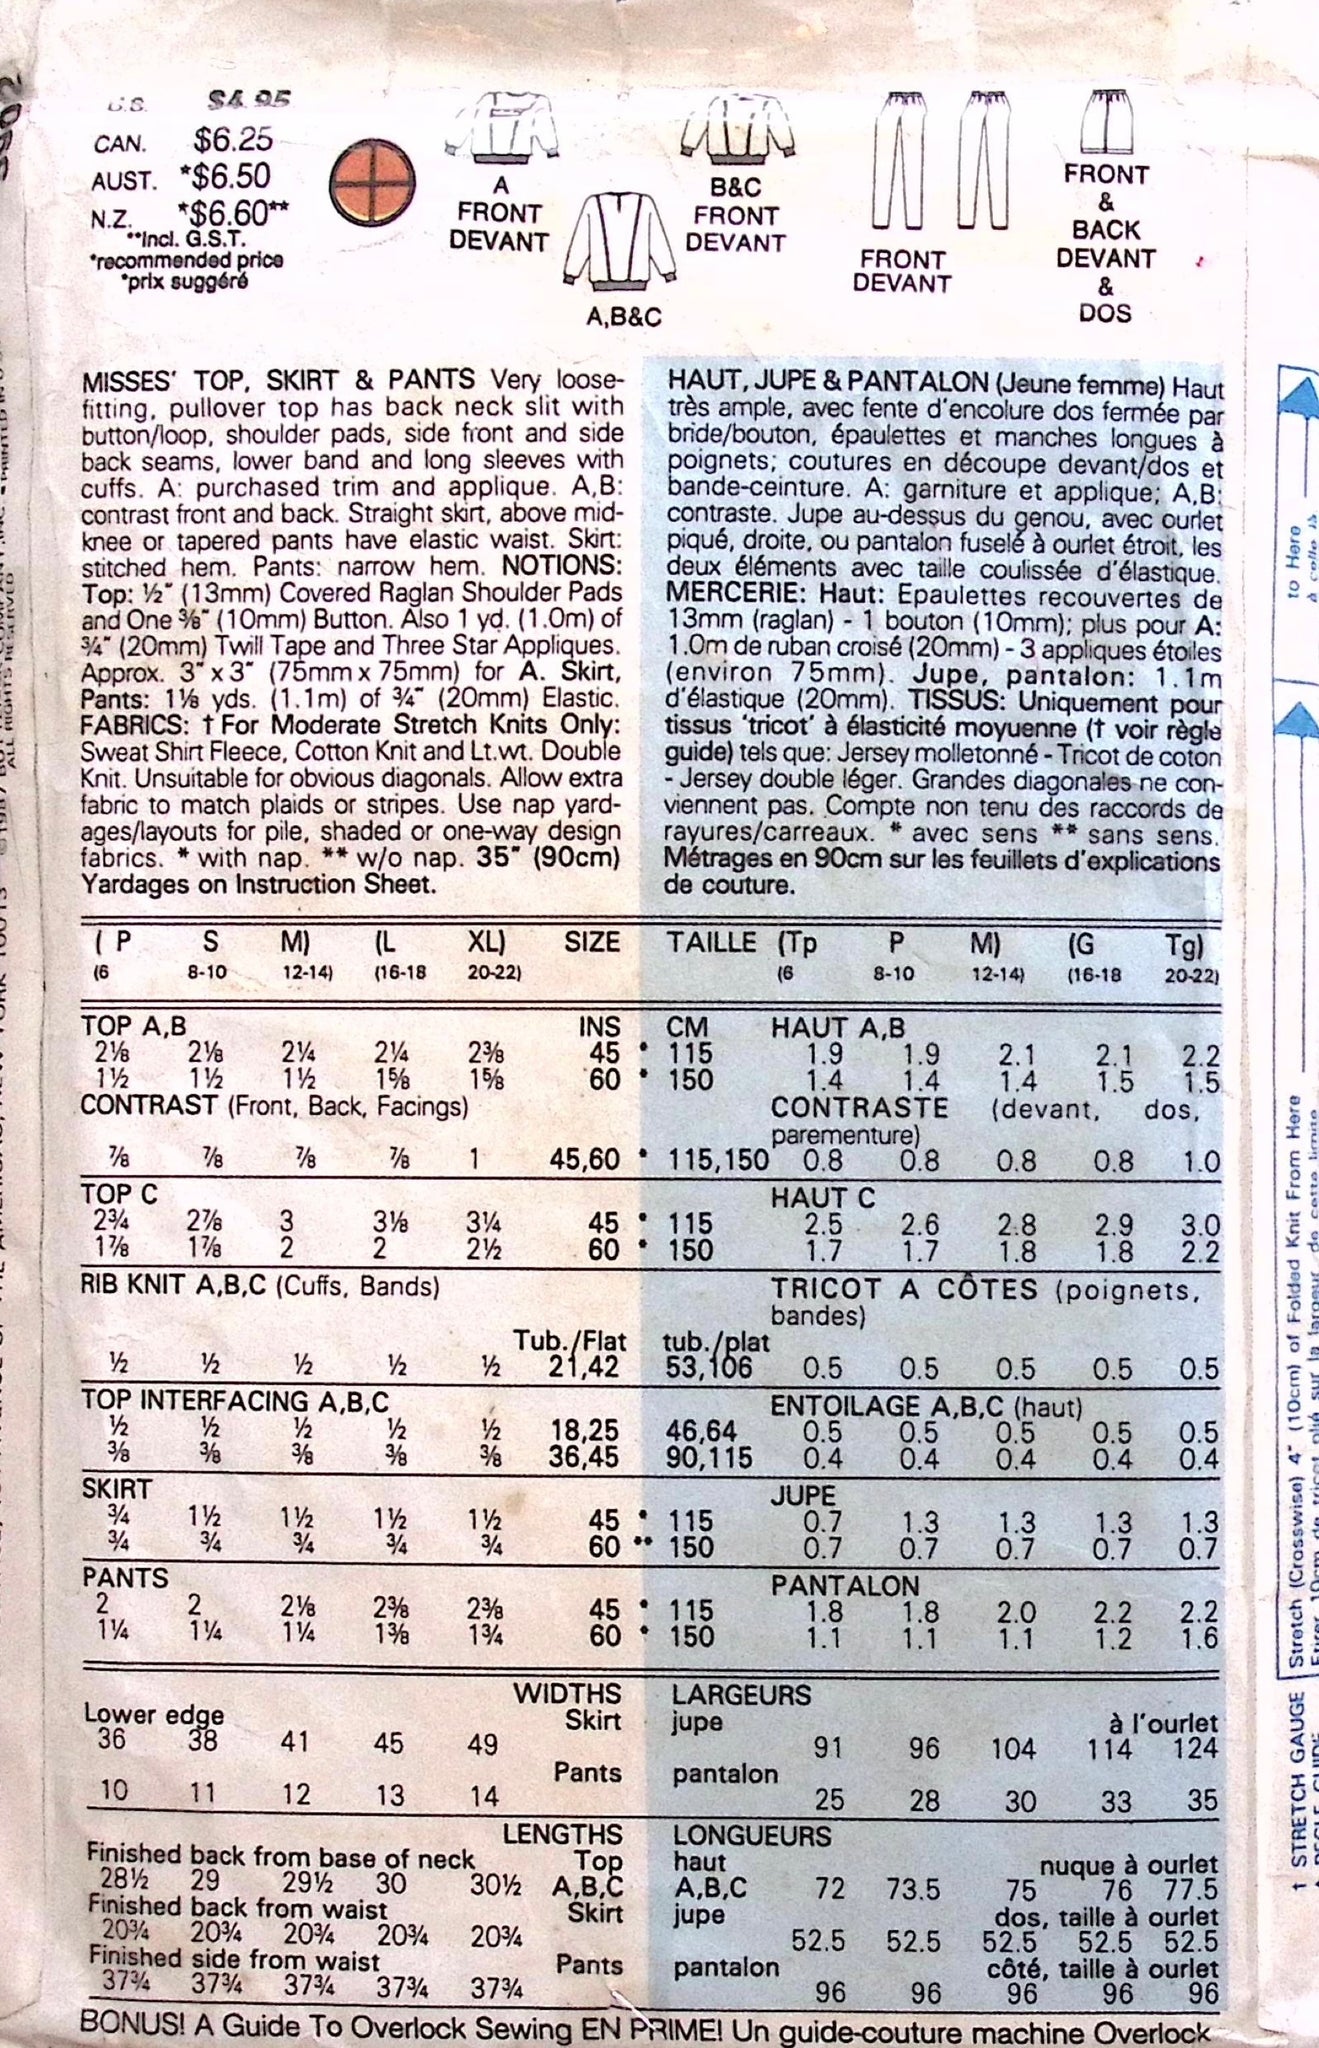 U.S. $4.95
CAN. $6.25
AUST. *$6.50
N.Z. *$6.60**
**Incl. G.S.T.
*recommended price
*prix suggéré
A
FRONT
DEVANT
A,B&C
B&C
FRONT
DEVANT
FRONT
DEVANT
FRONT
&
BACK
DEVANT
&
DOS
MISSES' TOP, SKIRT & PANTS Very loose-
fitting, pullover top has back neck slit with
button/loop, shoulder pads, side front and side
back seams, lower band and long sleeves with
cuffs. A: purchased trim and applique. A,B:
contrast front and back. Straight skirt, above mid-
knee or tapered pants have elastic waist. Skirt:
stitched hem. Pants: narrow hem. NOTIONS:
Top: ½" (13mm) Covered Raglan Shoulder Pads
and One ⅜" (10mm) Button. Also 1 yd. (1.0m) of
¾" (20mm) Twill Tape and Three Star Appliques.
Approx. 3" x 3" (75mm x 75mm) for A. Skirt,
Pants: 1⅛ yds. (1.1m) of ¾" (20mm) Elastic.
FABRICS: † For Moderate Stretch Knits Only:
Sweat Shirt Fleece, Cotton Knit and Lt.wt. Double
Knit. Unsuitable for obvious diagonals. Allow extra
fabric to match plaids or stripes. Use nap yard-
ages/layouts for pile, shaded or one-way design
fabrics. * with nap. ** w/o nap. 35" (90cm)
Yardages on Instruction Sheet.
HAUT, JUPE & PANTALON (Jeune femme) Haut
très ample, avec fente d'encolure dos fermée par
bride/bouton, épaulettes et manches longues à
poignets; coutures en découpe devant/dos et
bande-ceinture. A: garniture et applique; A,B:
contraste. Jupe au-dessus du genou, avec ourlet
piqué, droite, ou pantalon fuselé à ourlet étroit, les
deux éléments avec taille coulissée d'élastique.
MERCERIE: Haut: Epaulettes recouvertes de
13mm (raglan) - 1 bouton (10mm); plus pour A:
1.0m de ruban croisé (20mm) - 3 appliques étoiles
(environ 75mm). Jupe, pantalon: 1.1m
d'élastique (20mm). TISSUS: Uniquement pour
tissus 'tricot' à élasticité moyenne († voir règle
guide) tels que: Jersey molletonné - Tricot de coton
- Jersey double léger. Grandes diagonales ne con-
viennent pas. Compte non tenu des raccords de
rayures/carreaux. * avec sens ** sans sens.
Métrages en 90cm sur les feuillets d'explications
de couture.
( P S M) (L XL) SIZE TAILLE (Tp P M) (G Tg)
(6 8-10 12-14) (16-18 20-22) (6 8-10 12-14) (16-18 20-22)
TOP A,B INS CM HAUT A,B
2⅛ 2⅛ 2¼ 2¼ 2⅜ 45 * 115 1.9 1.9 2.1 2.1 2.2
1½ 1½ 1½ 1⅝ 1⅝ 60 * 150 1.4 1.4 1.4 1.5 1.5
CONTRAST (Front, Back, Facings) CONTRASTE (devant, dos,
parementure)
⅞ ⅞ ⅞ ⅞ 1 45,60 * 115,150 0.8 0.8 0.8 0.8 1.0
TOP C HAUT C
2¾ 2⅞ 3 3⅛ 3¼ 45 * 115 2.5 2.6 2.8 2.9 3.0
1⅞ 1⅞ 2 2 2½ 60 * 150 1.7 1.7 1.8 1.8 2.2
RIB KNIT A,B,C (Cuffs, Bands) TRICOT A CÔTES (poignets,
bandes)
Tub./Flat tub./plat
½ ½ ½ ½ ½ 21,42 53,106 0.5 0.5 0.5 0.5 0.5
TOP INTERFACING A,B,C ENTOILAGE A,B,C (haut)
½ ½ ½ ½ ½ 18,25 46,64 0.5 0.5 0.5 0.5 0.5
⅜ ⅜ ⅜ ⅜ ⅜ 36,45 90,115 0.4 0.4 0.4 0.4 0.4
SKIRT JUPE
¾ 1½ 1½ 1½ 1½ 45 * 115 0.7 1.3 1.3 1.3 1.3
¾ ¾ ¾ ¾ ¾ 60 ** 150 0.7 0.7 0.7 0.7 0.7
PANTS PANTALON
2 2 2⅛ 2⅜ 2⅜ 45 * 115 1.8 1.8 2.0 2.2 2.2
1¼ 1¼ 1¼ 1⅜ 1¾ 60 * 150 1.1 1.1 1.1 1.2 1.6
WIDTHS LARGEURS
Lower edge Skirt jupe à l'ourlet
36 38 41 45 49 91 96 104 114 124
Pants pantalon
10 11 12 13 14 25 28 30 33 35
LENGTHS LONGUEURS
Finished back from base of neck Top haut nuque à ourlet
28½ 29 29½ 30 30½ A,B,C A,B,C 72 73.5 75 76 77.5
Finished back from waist Skirt jupe dos, taille à ourlet
20¾ 20¾ 20¾ 20¾ 20¾ 52.5 52.5 52.5 52.5 52.5
Finished side from waist Pants pantalon côté, taille à ourlet
37¾ 37¾ 37¾ 37¾ 37¾ 96 96 96 96 96
BONUS! A Guide To Overlock Sewing EN PRIME! Un guide-couture machine Overlock
† STRETCH GAUGE Stretch (Crosswise) 4" (10cm) of Folded Knit From Here
to Here
ALL RIGHTS RESERVED